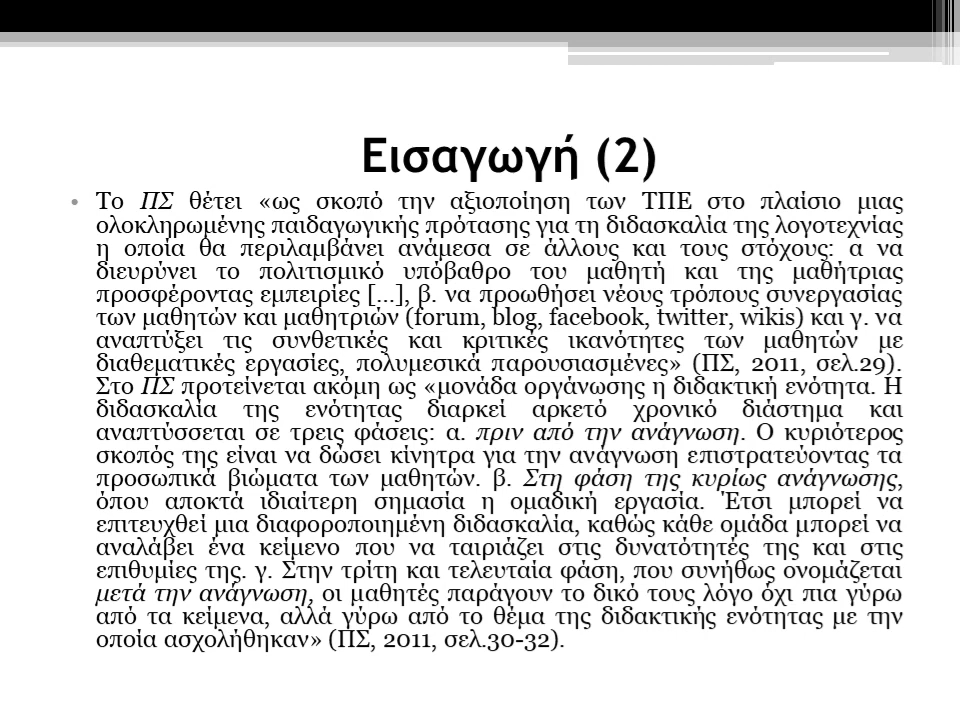 Εισαγωγή (2)
• Το ΠΣ θέτει «ως σκοπό την αξιοποίηση των ΤΠΕ στο πλαίσιο μιας
ολοκληρωμένης παιδαγωγικής πρότασης για τη διδασκαλία της λογοτεχνίας
η οποία θα περιλαμβάνει ανάμεσα σε άλλους και τους στόχους: α να
διευρύνει το πολιτισμικό υπόβαθρο του μαθητή και της μαθήτριας
προσφέροντας εμπειρίες [...], β. να προωθήσει νέους τρόπους συνεργασίας
των μαθητών και μαθητριών (forum, blog, facebook, twitter, wikis) και γ. να
αναπτύξει τις συνθετικές και κριτικές ικανότητες των μαθητών με
διαθεματικές εργασίες, πολυμεσικά παρουσιασμένες» (ΠΣ, 2011, σελ.29).
Στο ΠΣ προτείνεται ακόμη ως «μονάδα οργάνωσης η διδακτική ενότητα. Η
διδασκαλία της ενότητας διαρκεί αρκετό χρονικό διάστημα και
αναπτύσσεται σε τρεις φάσεις: α. πριν από την ανάγνωση. Ο κυριότερος
σκοπός της είναι να δώσει κίνητρα για την ανάγνωση επιστρατεύοντας τα
προσωπικά βιώματα των μαθητών. β. Στη φάση της κυρίως ανάγνωσης,
όπου αποκτά ιδιαίτερη σημασία η ομαδική εργασία. Έτσι μπορεί να
επιτευχθεί μια διαφοροποιημένη διδασκαλία, καθώς κάθε ομάδα μπορεί να
αναλάβει ένα κείμενο που να ταιριάζει στις δυνατότητές της και στις
επιθυμίες της. γ. Στην τρίτη και τελευταία φάση, που συνήθως ονομάζεται
μετά την ανάγνωση, οι μαθητές παράγουν το δικό τους λόγο όχι πια γύρω
από τα κείμενα, αλλά γύρω από το θέμα της διδακτικής ενότητας με την
οποία ασχολήθηκαν» (ΠΣ, 2011, σελ.30-32).